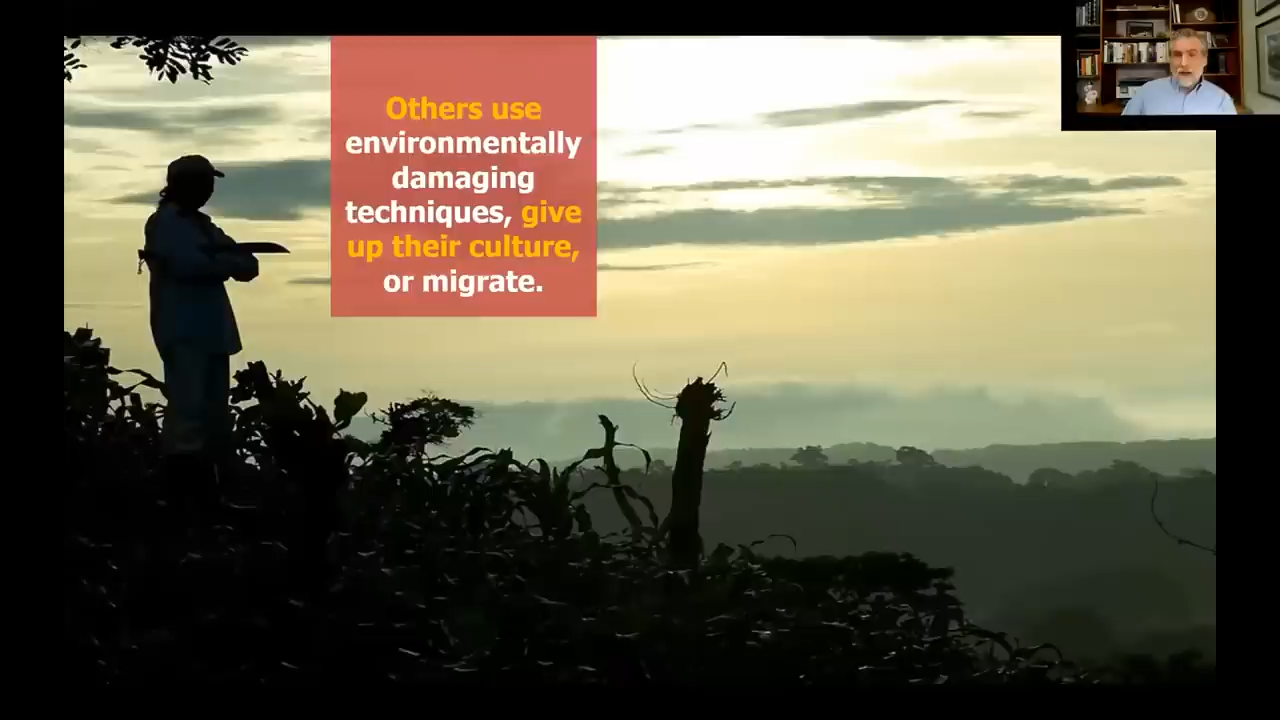 Others use
environmentally
damaging
techniques, give
up their culture,
or migrate.